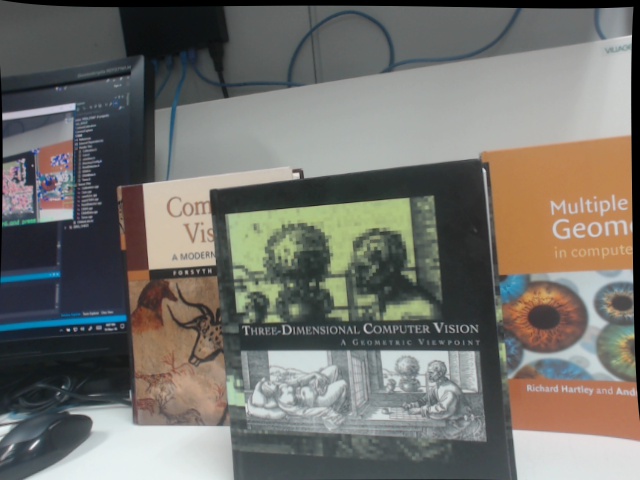 Com
Vis
A MODERN
FORSYTH
THREE-DIMENSIONAL COMPUTER VISION
A GEOMETRIC VIEWPOINT
Multiple
Geom
in compute
Richard Hartley and And